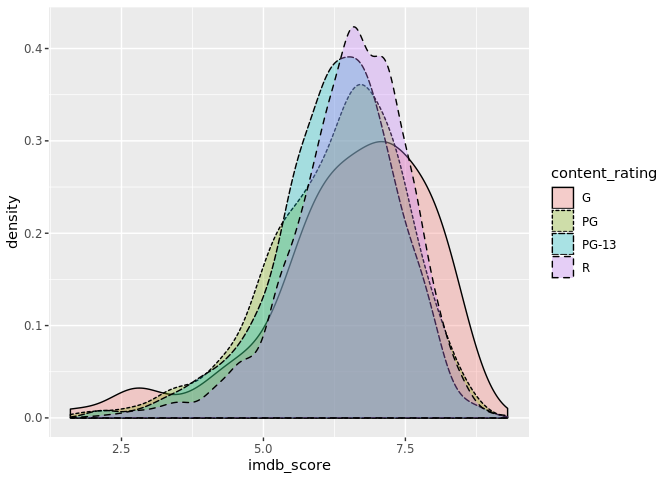 0.4
0.3
0.2
0.1
0.0
density
2.5 5.0 7.5
imdb_score
content_rating
G
PG
PG-13
R